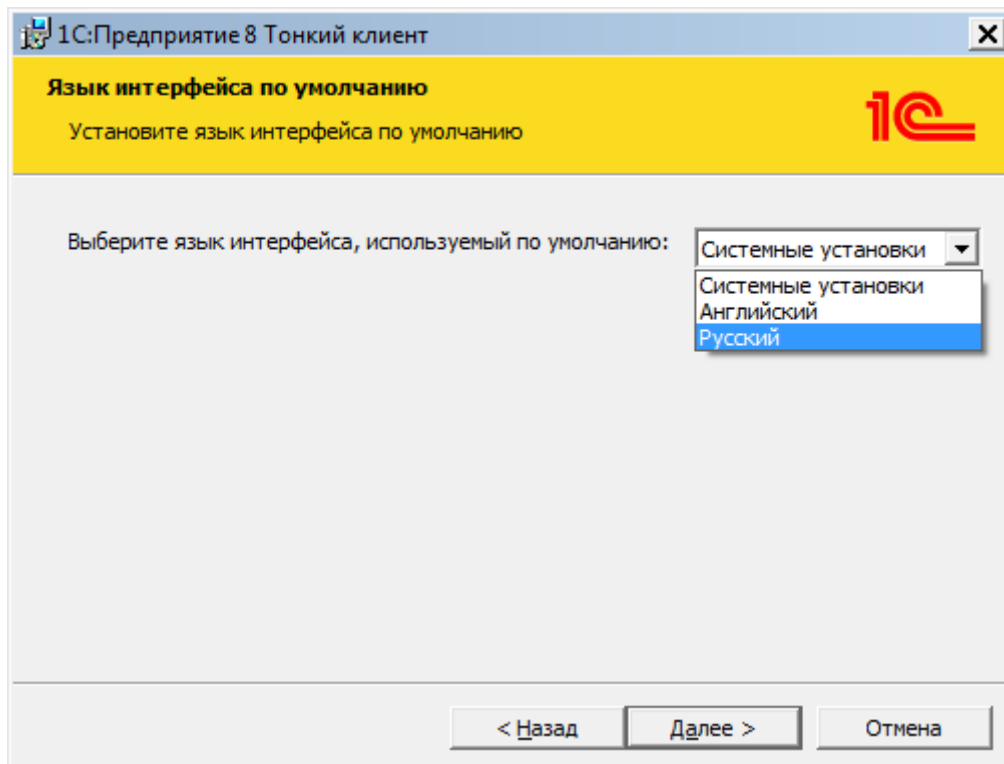 1С:Предприятие 8 Тонкий клиент
Язык интерфейса по умолчанию
Установите язык интерфейса по умолчанию
1С
Выберите язык интерфейса, используемый по умолчанию:
Системные установки
Системные установки
Английский
Русский
< Назад
Далее >
Отмена